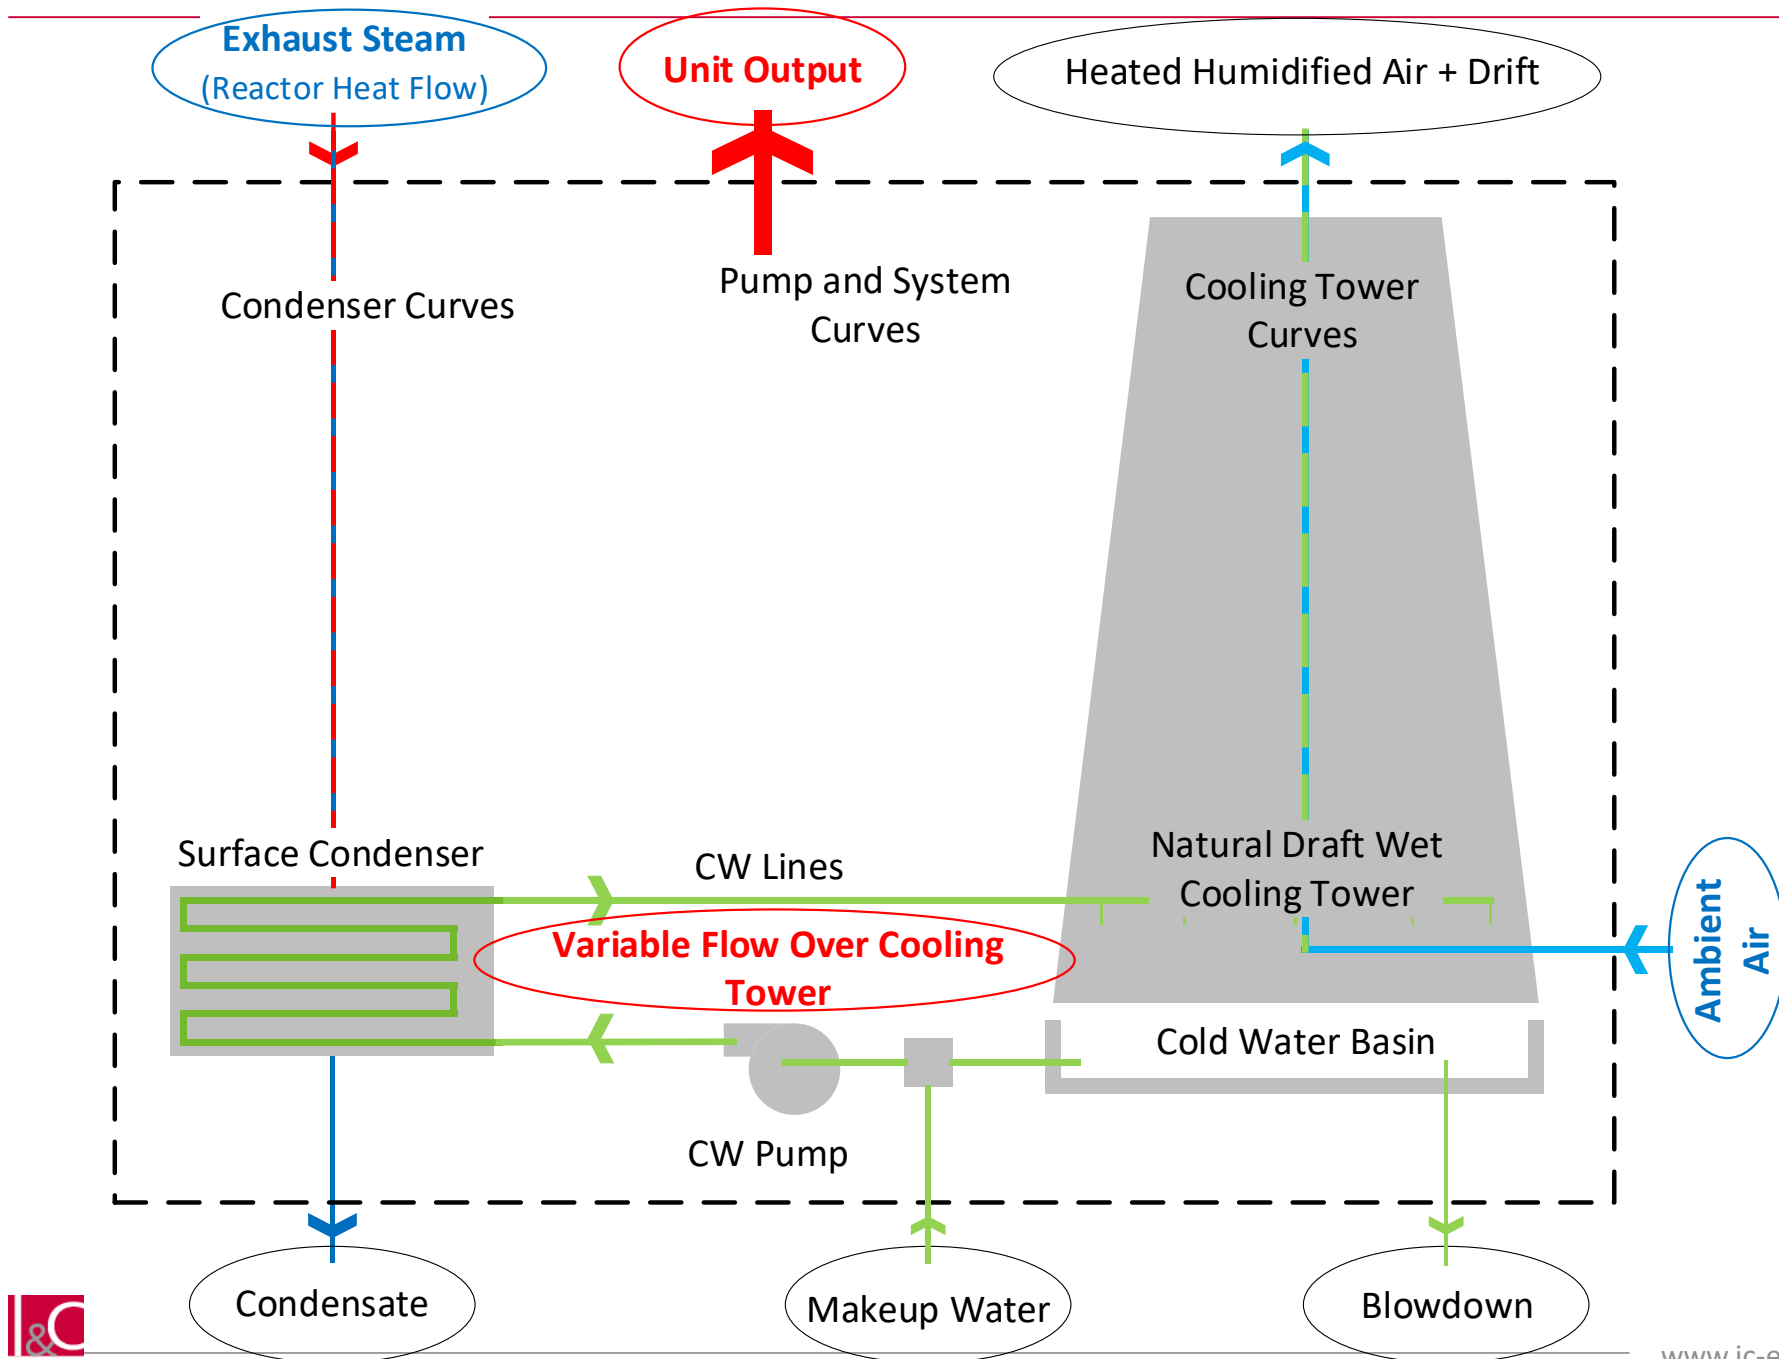 Exhaust Steam
(Reactor Heat Flow)
Unit Output
Heated Humidified Air + Drift
Condenser Curves
Pump and System
Curves
Cooling Tower
Curves
Surface Condenser
CW Lines
Natural Draft Wet
Cooling Tower
Variable Flow Over Cooling
Tower
Ambient
Air
Cold Water Basin
CW Pump
Condensate
Makeup Water
Blowdown
I&C
www.ic-e